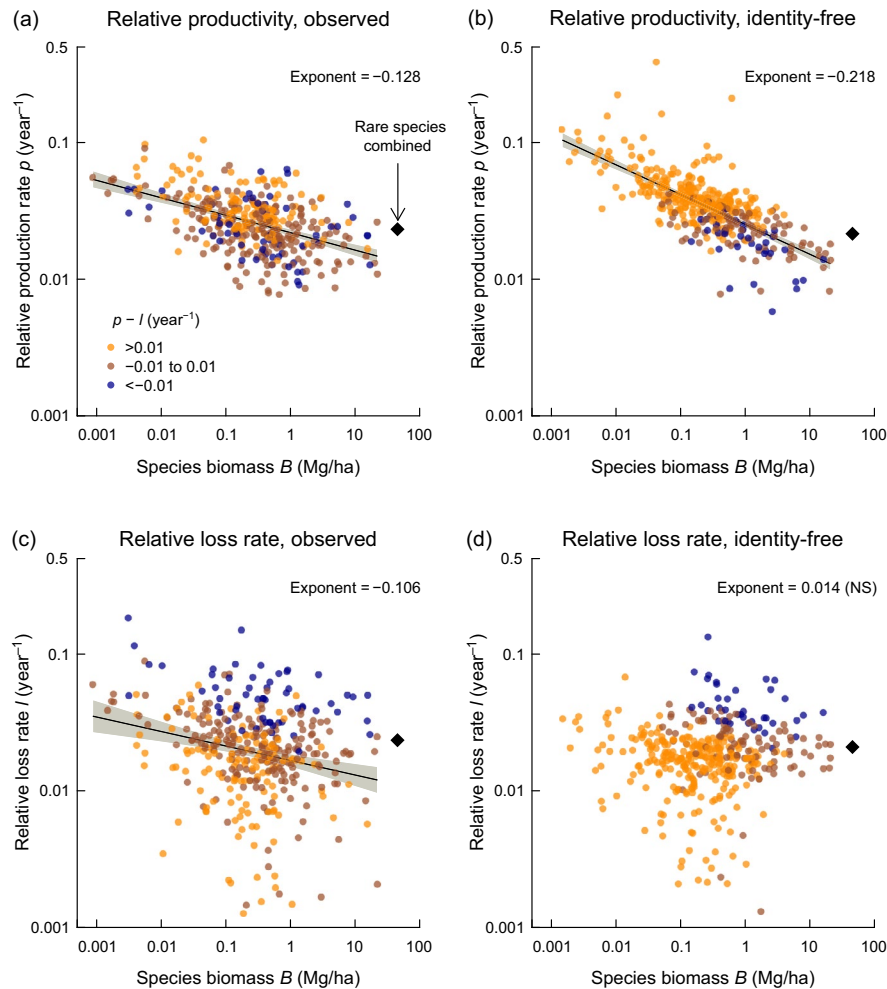 (a) Relative productivity, observed
0.5
0.1
0.01
0.001
Relative production rate p (year−1)
Exponent = −0.128
Rare species
combined
p − l (year−1)
>0.01
−0.01 to 0.01
<−0.01
0.001 0.01 0.1 1 10 100
Species biomass B (Mg/ha)
(b) Relative productivity, identity-free
0.5
0.1
0.01
0.001
Relative production rate p (year−1)
Exponent = −0.218
0.001 0.01 0.1 1 10 100
Species biomass B (Mg/ha)
(c) Relative loss rate, observed
0.5
0.1
0.01
0.001
Relative loss rate l (year−1)
Exponent = −0.106
0.001 0.01 0.1 1 10 100
Species biomass B (Mg/ha)
(d) Relative loss rate, identity-free
0.5
0.1
0.01
0.001
Relative loss rate l (year−1)
Exponent = 0.014 (NS)
0.001 0.01 0.1 1 10 100
Species biomass B (Mg/ha)